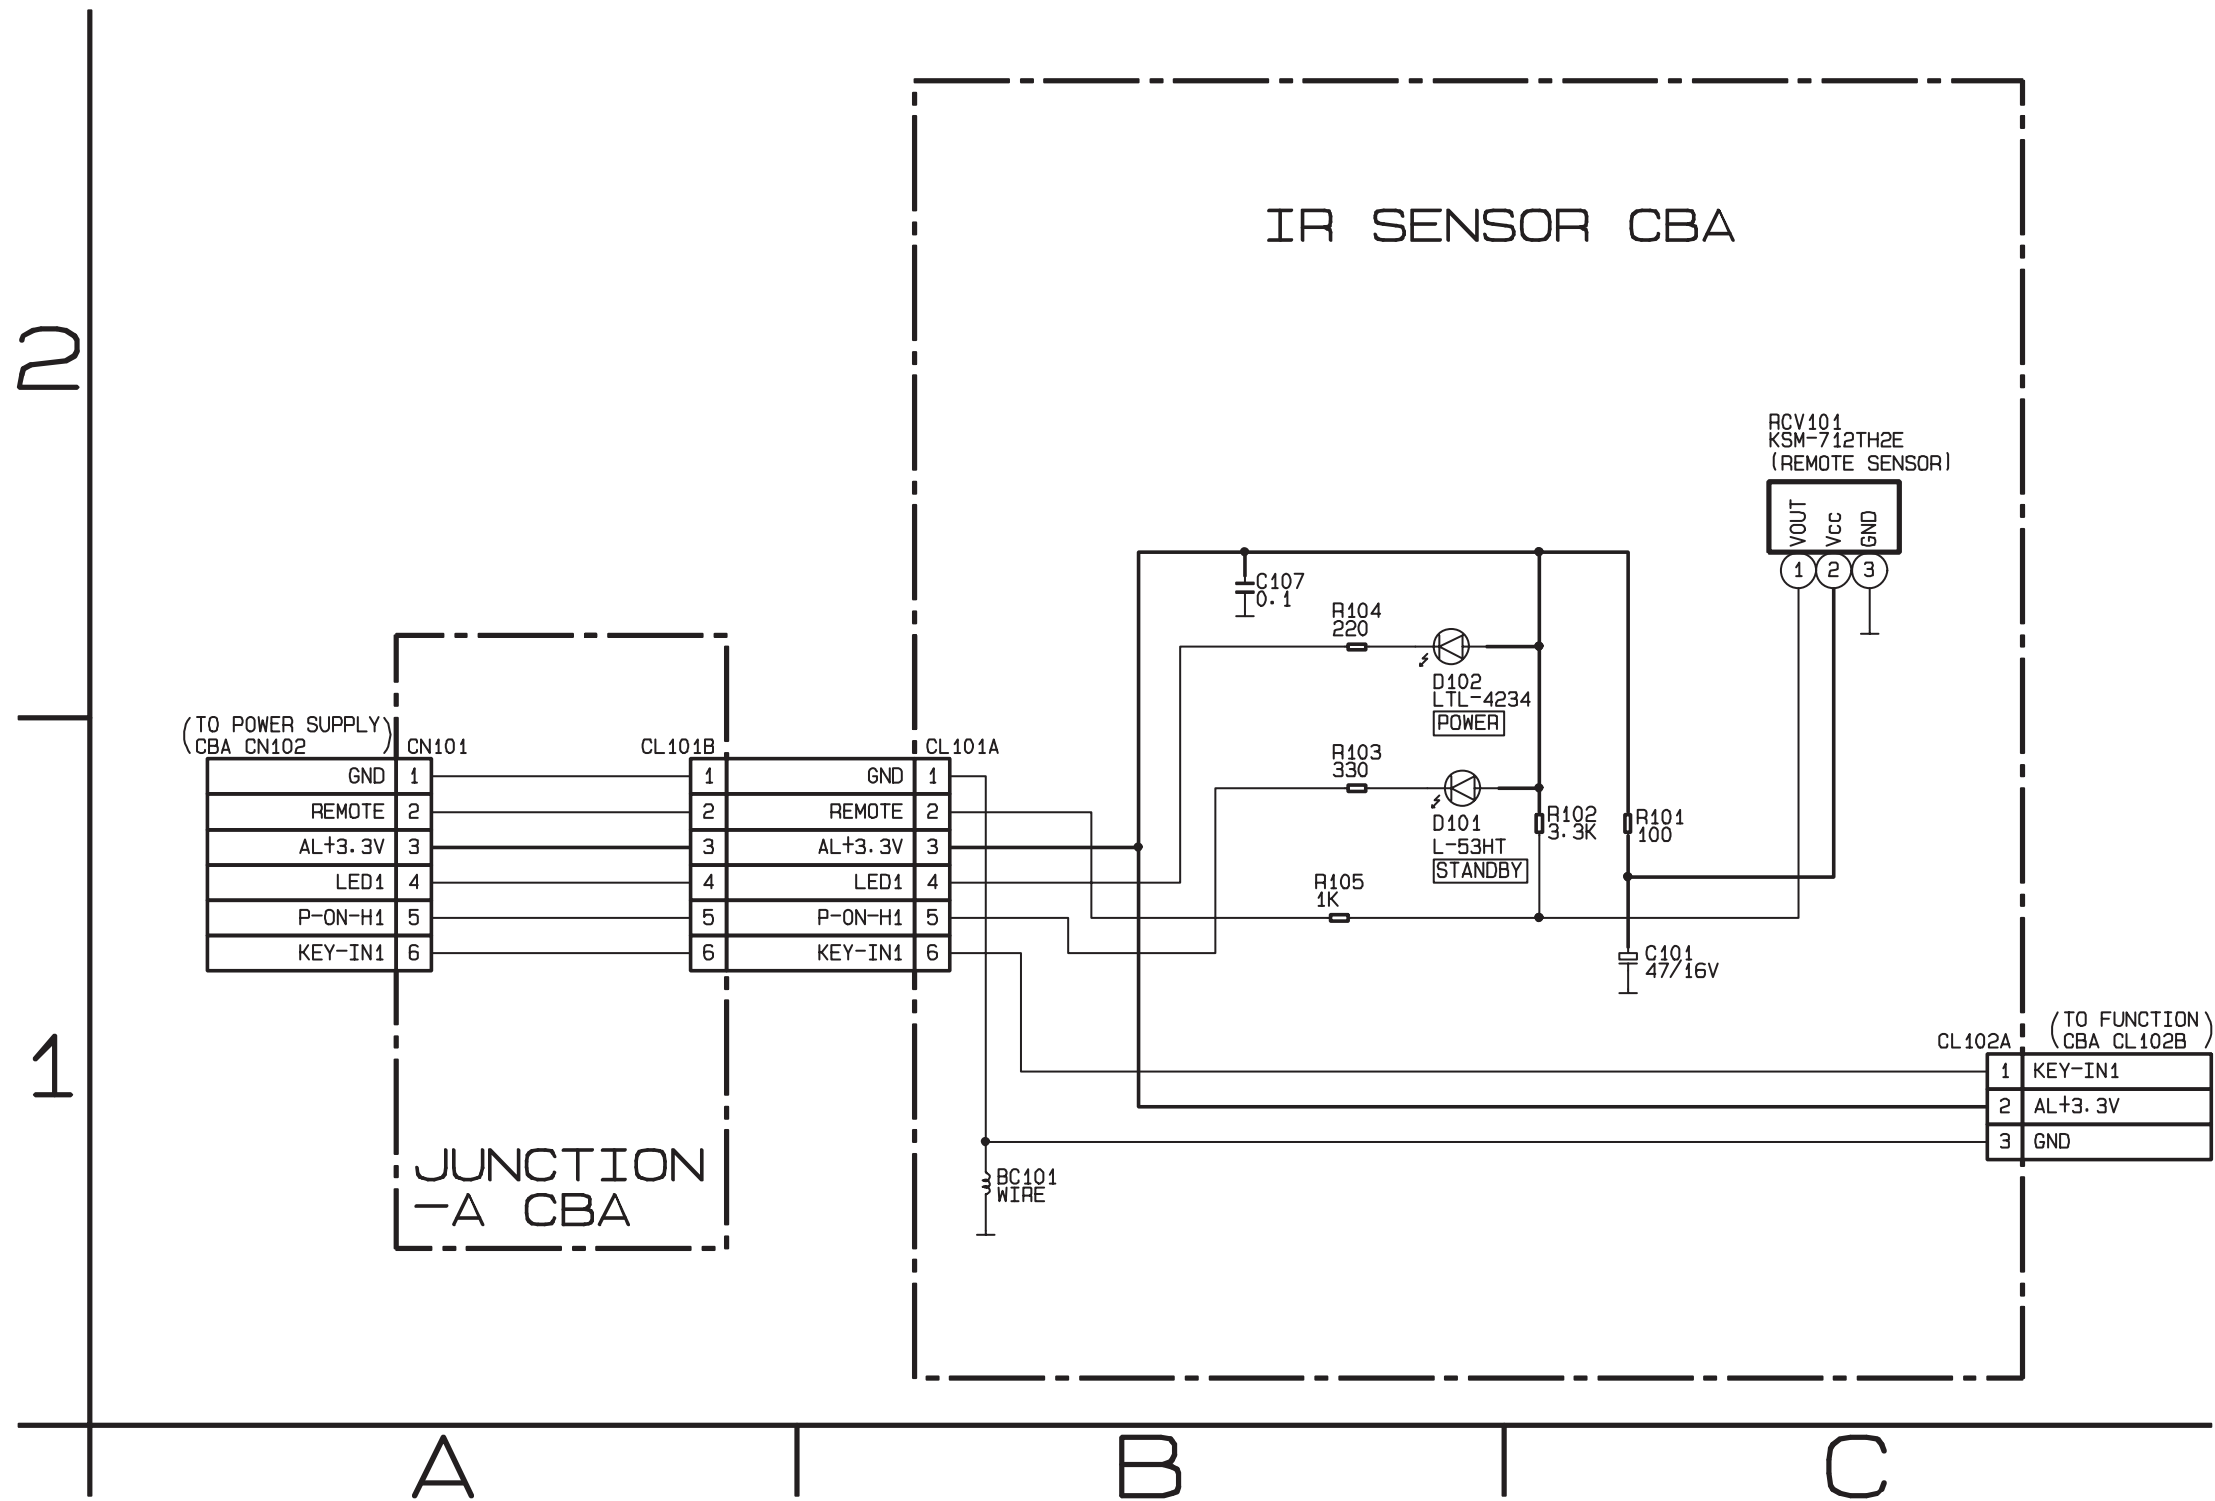 2
1
A
B
C
IR SENSOR CBA
RCV101
KSM-712TH2E
(REMOTE SENSOR)
VOUT
VCC
GND
1
2
3
C107
0.1
R104
220
D102
LTL-4234
POWER
R103
330
D101
L-53HT
STANDBY
R102
3.3K
R101
100
R105
1K
C101
47/16V
(TO POWER SUPPLY)
(CBA CN102)
CN101
GND 1
REMOTE 2
AL+3.3V 3
LED1 4
P-ON-H1 5
KEY-IN1 6
CL101B
1
2
3
4
5
6
CL101A
GND 1
REMOTE 2
AL+3.3V 3
LED1 4
P-ON-H1 5
KEY-IN1 6
JUNCTION
-A CBA
BC101
WIRE
CL102A
(TO FUNCTION)
(CBA CL102B)
1 KEY-IN1
2 AL+3.3V
3 GND